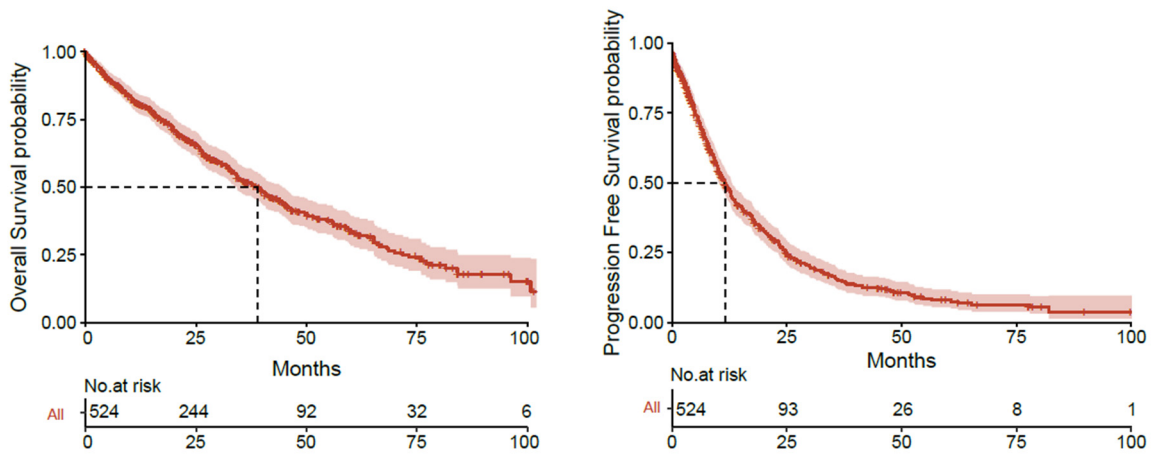 Overall Survival probability
1.00
0.75
0.50
0.25
0.00
0 25 50 75 100
Months
No.at risk
All 524 244 92 32 6
0 25 50 75 100
Progression Free Survival probability
1.00
0.75
0.50
0.25
0.00
0 25 50 75 100
Months
No.at risk
All 524 93 26 8 1
0 25 50 75 100